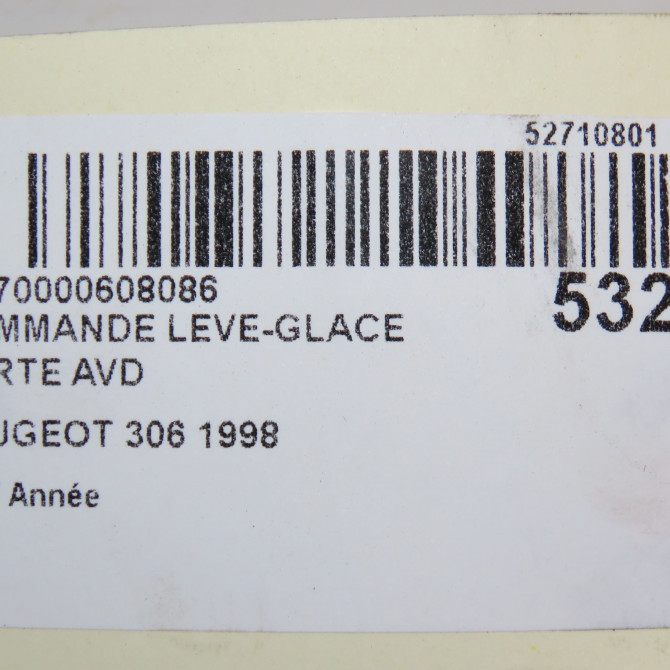 52710801
70000608086
532
MMANDE LEVE-GLACE
RTE AVD
UGEOT 306 1998
Année